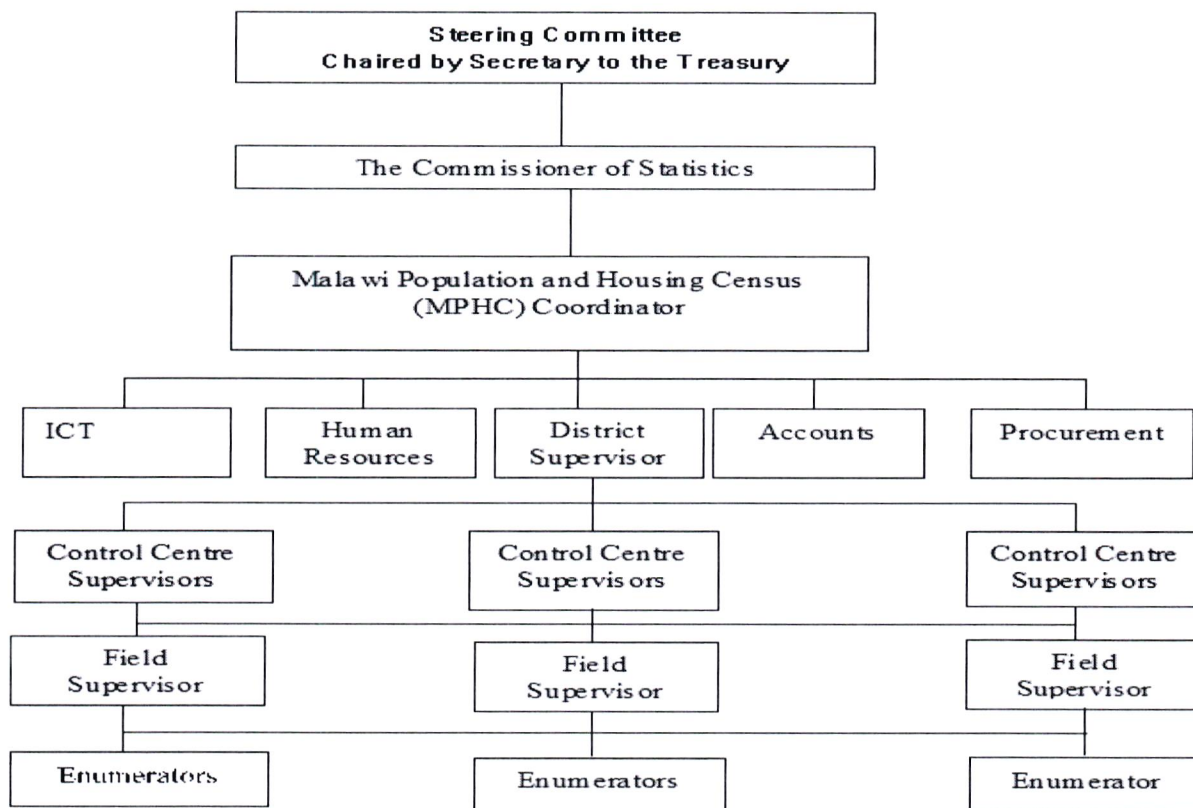 Steering Committee
Chaired by Secretary to the Treasury
The Commissioner of Statistics
Malawi Population and Housing Census
(MPHC) Coordinator
ICT
Human
Resources
District
Supervisor
Accounts
Procurement
Control Centre
Supervisors
Control Centre
Supervisors
Control Centre
Supervisors
Field
Supervisor
Field
Supervisor
Field
Supervisor
Enumerators
Enumerators
Enumerator